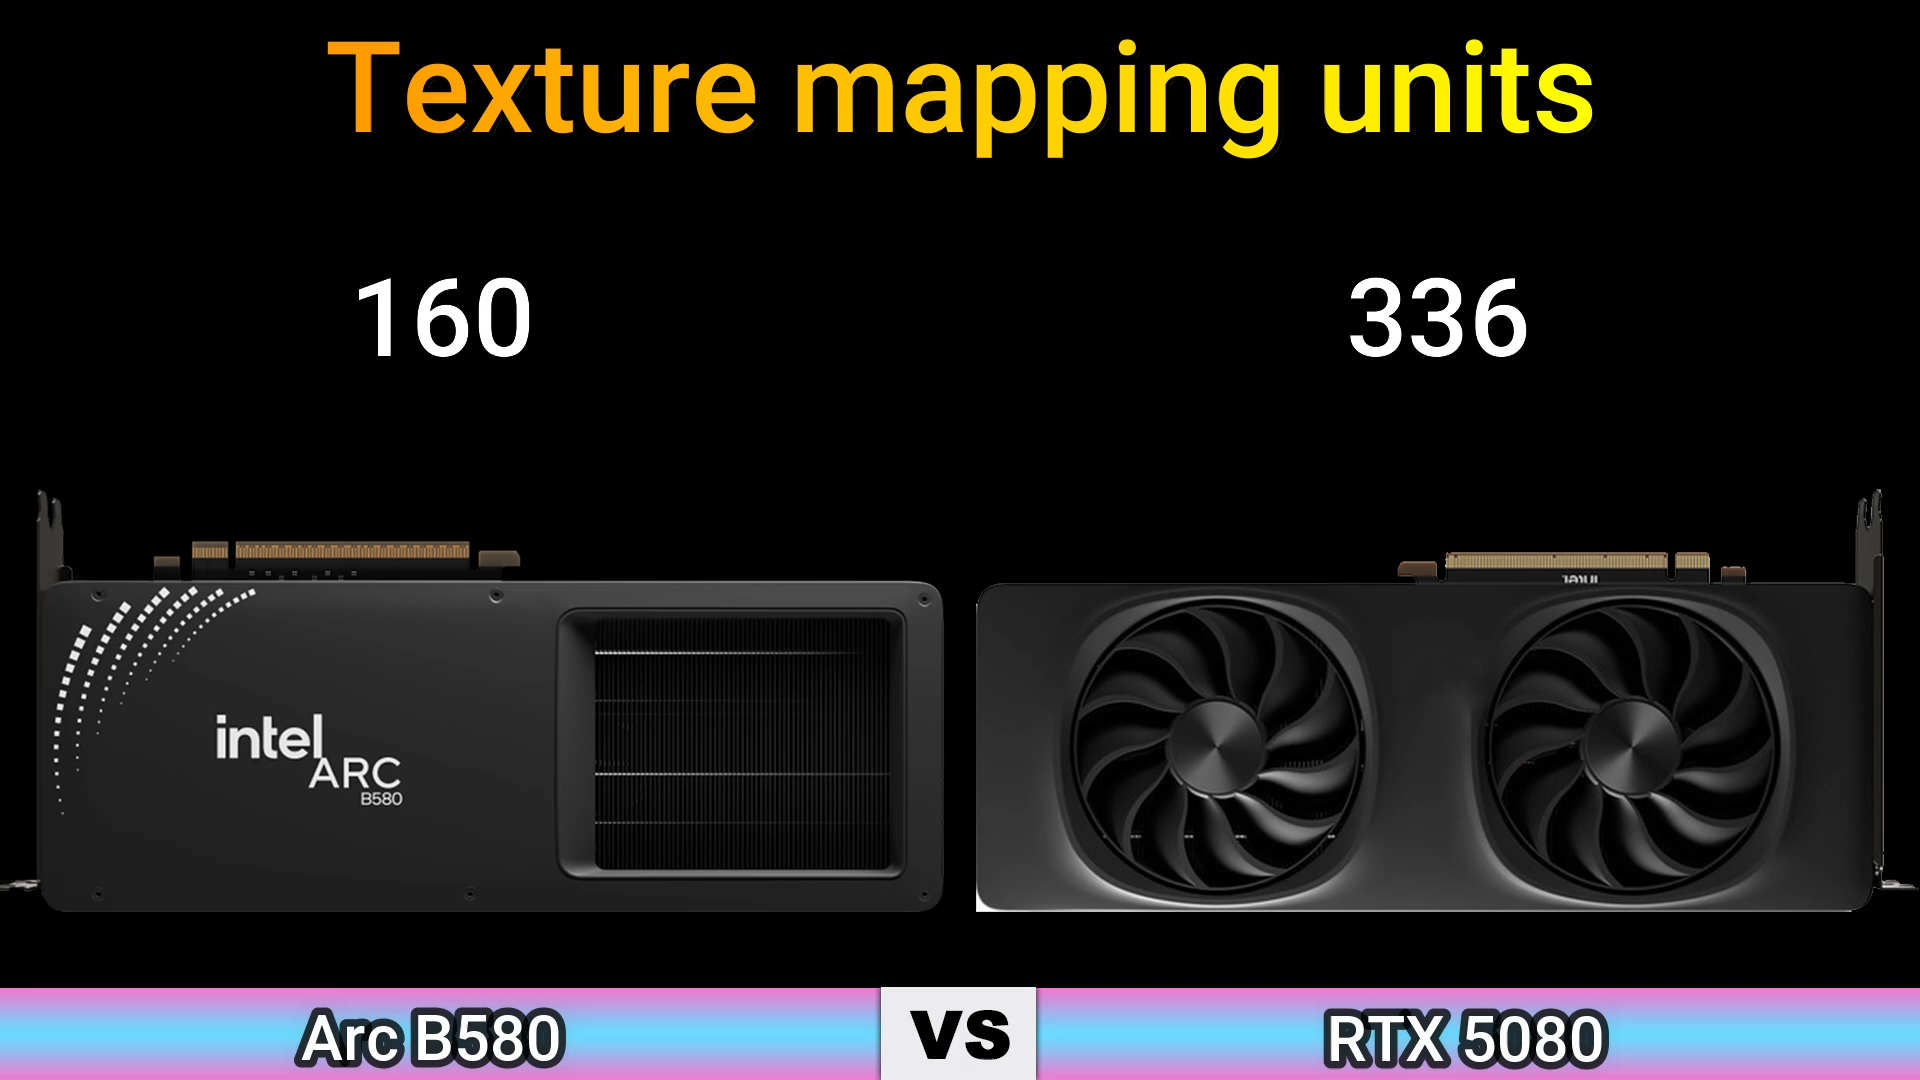 Texture mapping units
160
336
intel
ARC
B580
Arc B580
VS
RTX 5080